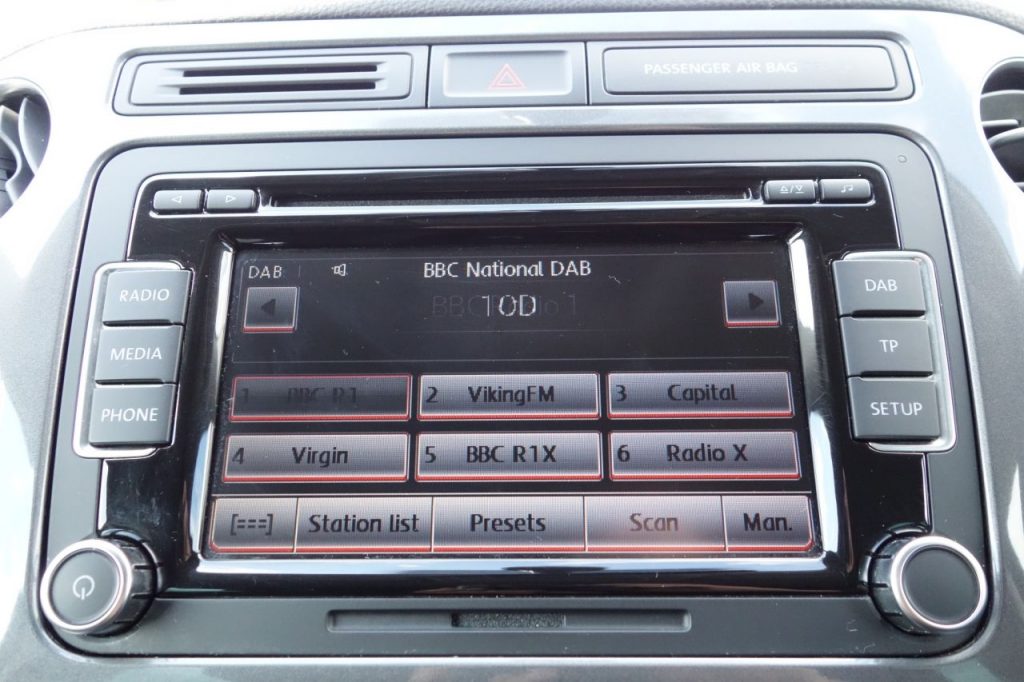 PASSENGER AIR BAG
DAB BBC National DAB
10D
RADIO
MEDIA
PHONE
DAB
TP
SETUP
1 BBC R1 2 VikingFM 3 Capital
4 Virgin 5 BBC R1X 6 Radio X
[===] Station list Presets Scan Man.